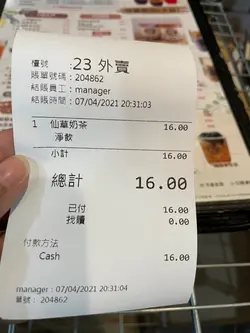 檯號 : 23 外賣
賬單號碼 : 204862
結賬員工 : manager
結賬時間 : 07/04/2021 20:31:03
1 仙草奶茶 16.00
淨飲
小計 16.00
總計 16.00
已付 16.00
找續 0.00
付款方法
Cash 16.00
manager : 07/04/2021 20:31:04
單號 : 204862